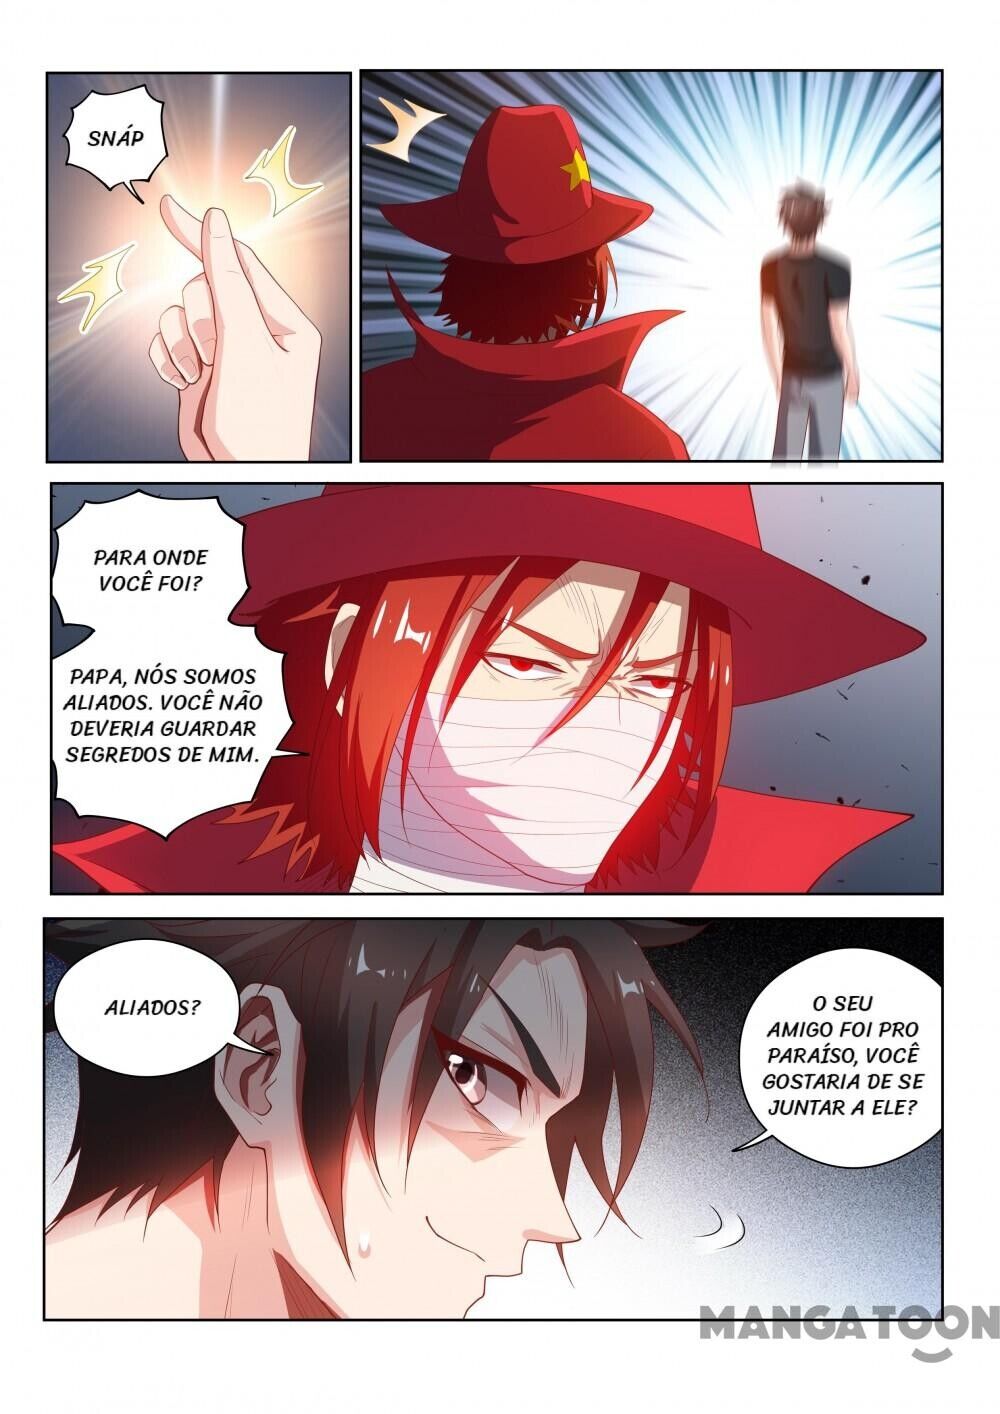 SNÁP
PARA ONDE
VOCÊ FOI?
PAPA, NÓS SOMOS
ALIADOS. VOCÊ NÃO
DEVERIA GUARDAR
SEGREDOS DE MIM.
ALIADOS?
O SEU
AMIGO FOI PRO
PARAÍSO, VOCÊ
GOSTARIA DE SE
JUNTAR A ELE?
MANGATOON